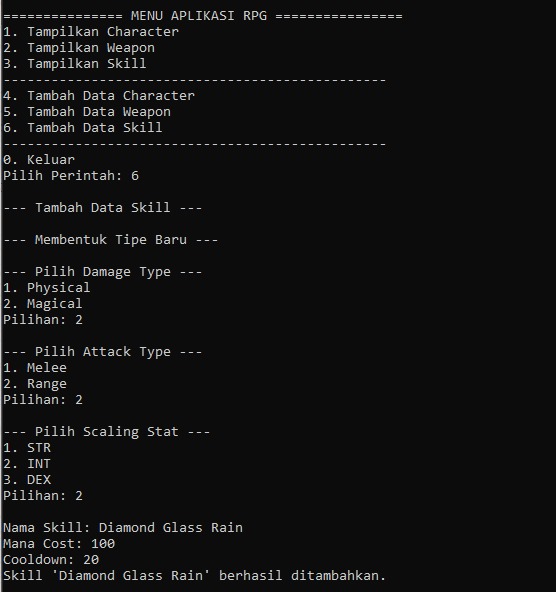 =============== MENU APLIKASI RPG ================
1. Tampilkan Character
2. Tampilkan Weapon
3. Tampilkan Skill
------------------------------------------------
4. Tambah Data Character
5. Tambah Data Weapon
6. Tambah Data Skill
------------------------------------------------
0. Keluar
Pilih Perintah: 6
--- Tambah Data Skill ---
--- Membentuk Tipe Baru ---
--- Pilih Damage Type ---
1. Physical
2. Magical
Pilihan: 2
--- Pilih Attack Type ---
1. Melee
2. Range
Pilihan: 2
--- Pilih Scaling Stat ---
1. STR
2. INT
3. DEX
Pilihan: 2
Nama Skill: Diamond Glass Rain
Mana Cost: 100
Cooldown: 20
Skill 'Diamond Glass Rain' berhasil ditambahkan.